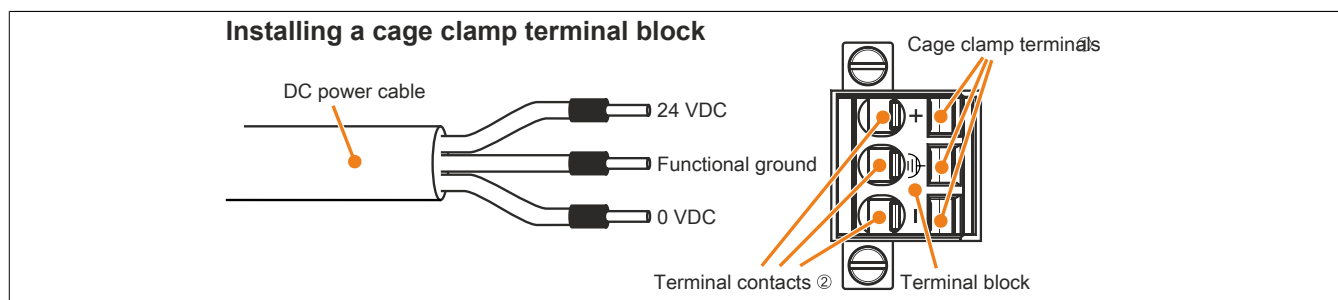 Installing a cage clamp terminal block
Cage clamp terminals ①
DC power cable
24 VDC
+
Functional ground
0 VDC
-
Terminal contacts ②
Terminal block